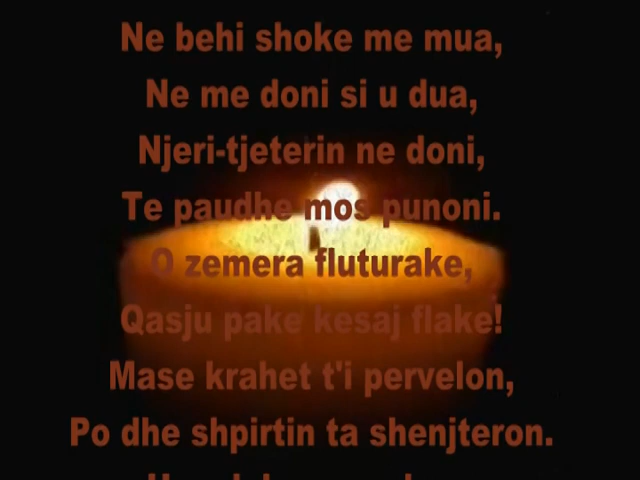 Ne behi shoke me mua,
Ne me doni si u dua,
Njeri-tjeterin ne doni,
Te paudhe mos punoni.
O zemera fluturake,
Qasju pake kesaj flake!
Mase krahet t'i pervelon,
Po dhe shpirtin ta shenjteron.